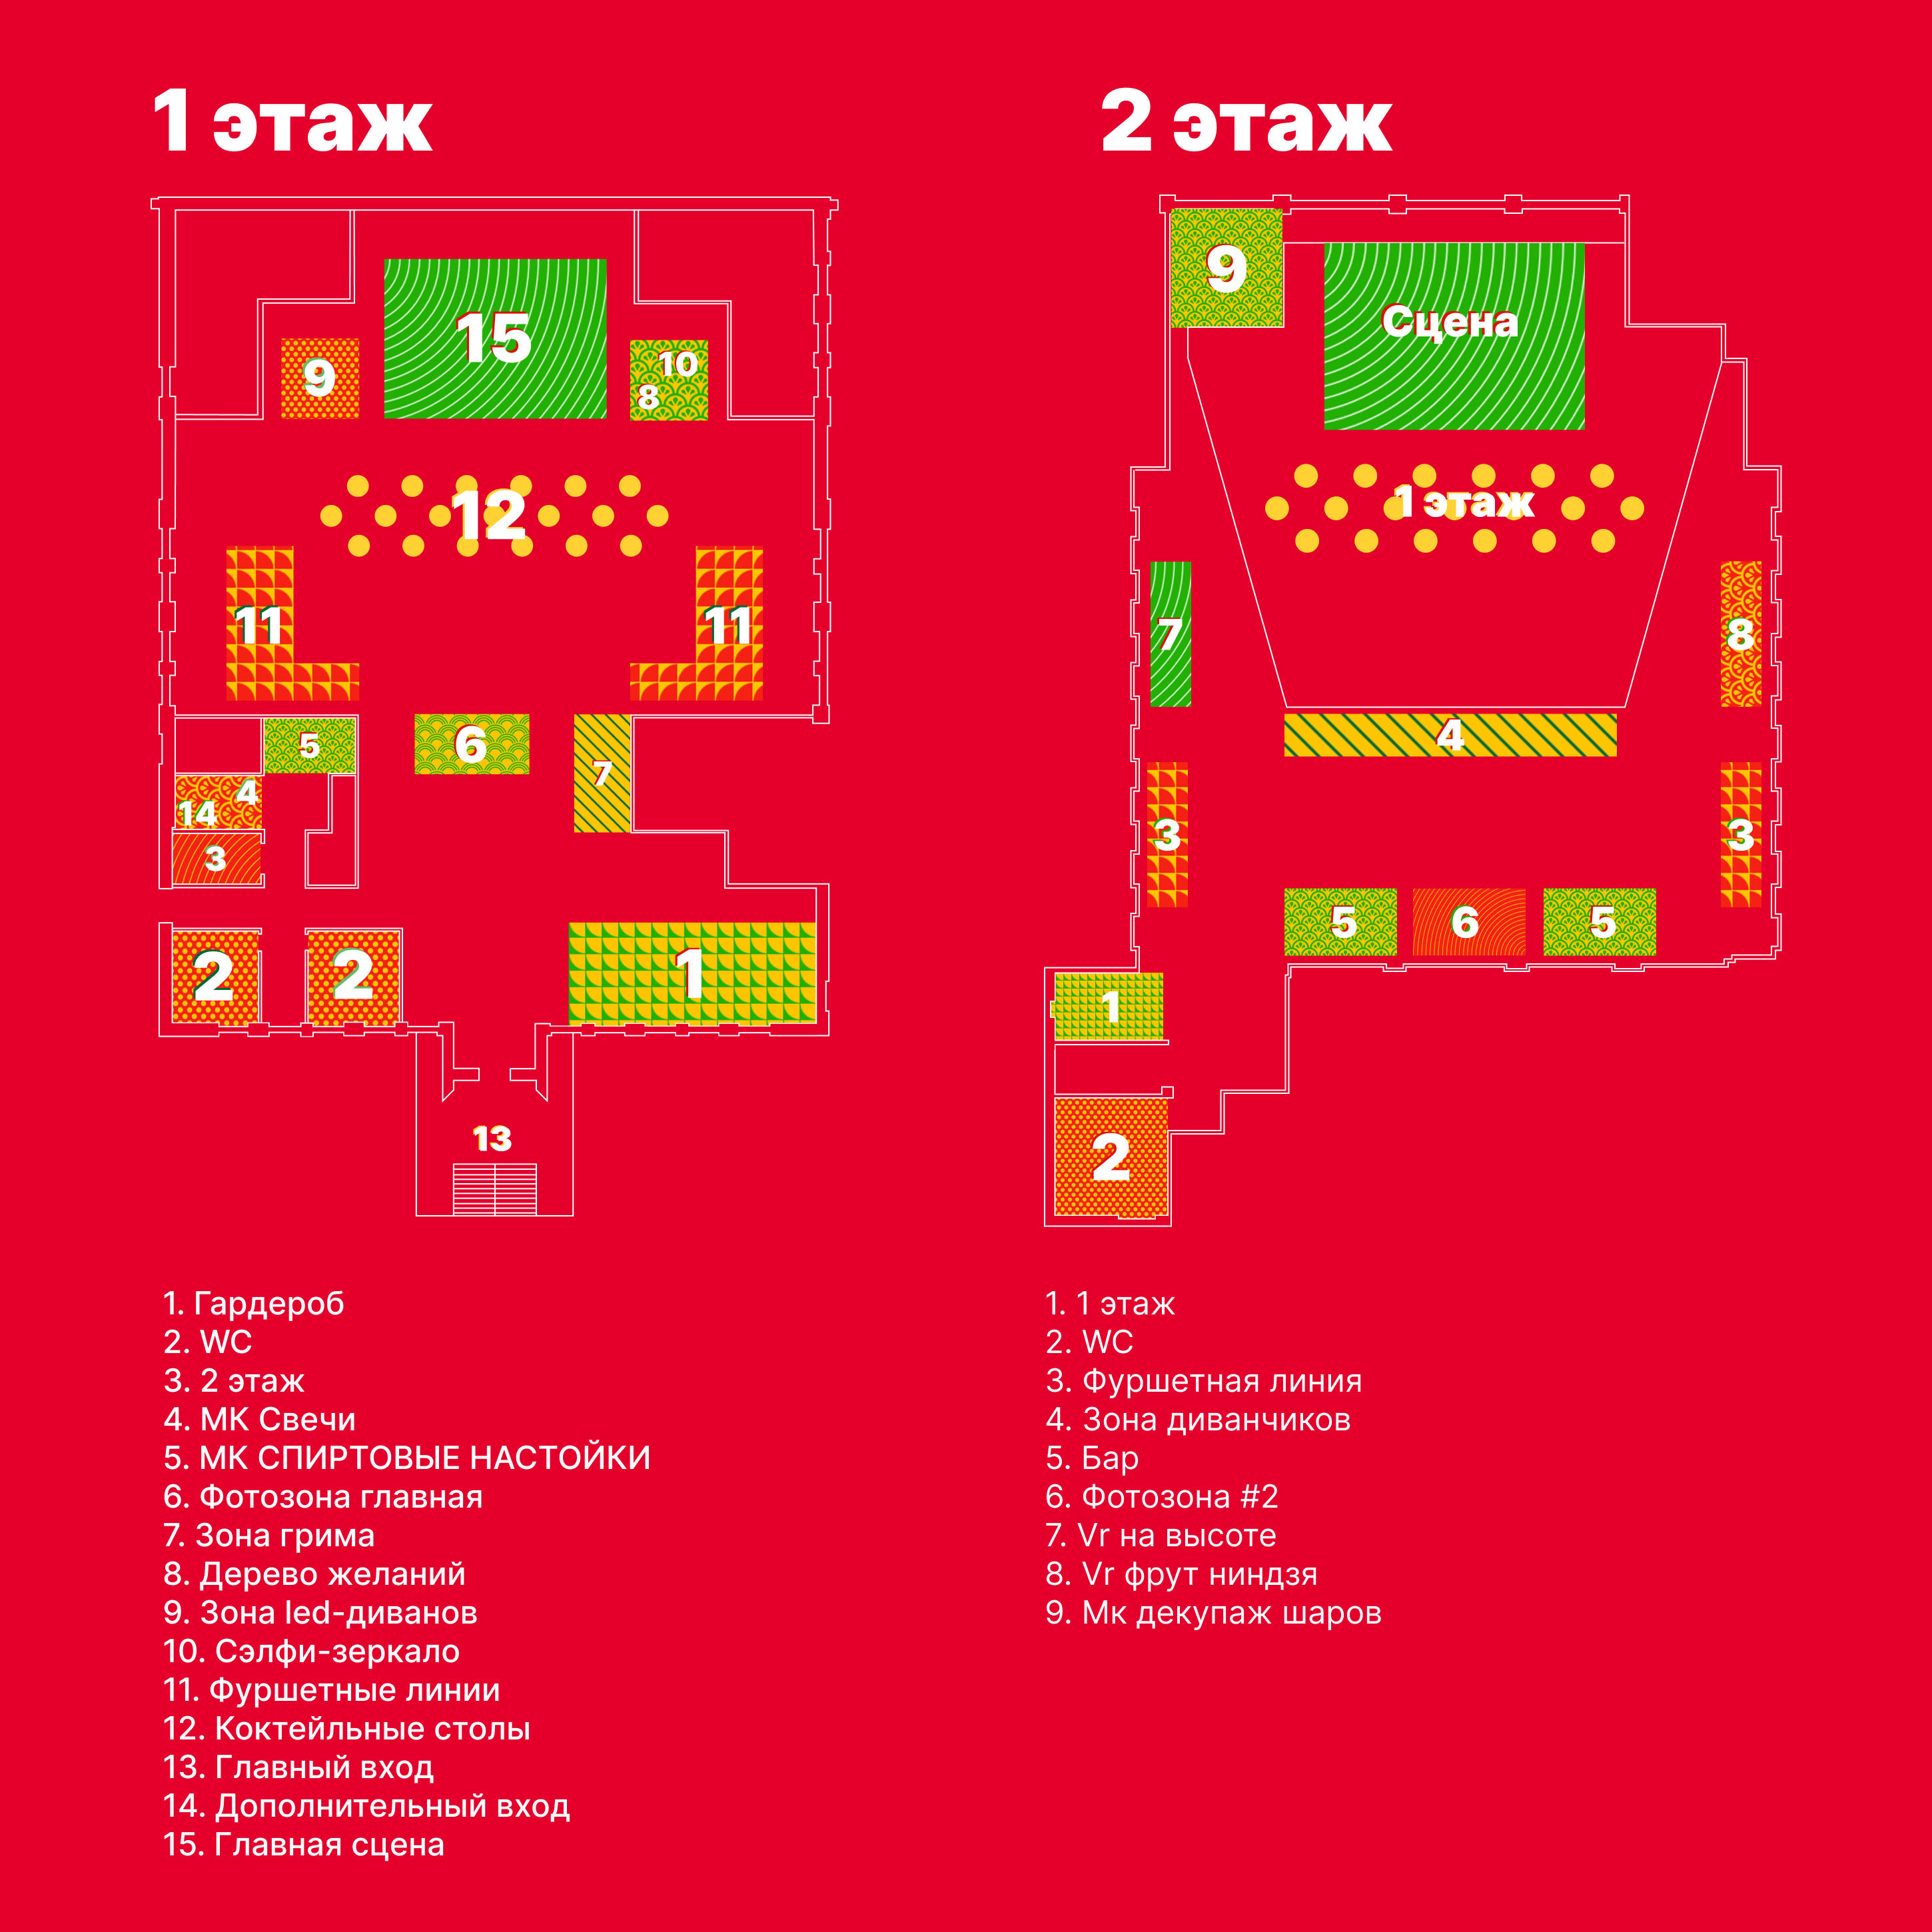 1 этаж
15
9
10
8
12
11
11
5
6
7
4
14
3
2
2
1
13
1. Гардероб
2. WC
3. 2 этаж
4. МК Свечи
5. МК СПИРТОВЫЕ НАСТОЙКИ
6. Фотозона главная
7. Зона грима
8. Дерево желаний
9. Зона led-диванов
10. Сэлфи-зеркало
11. Фуршетные линии
12. Коктейльные столы
13. Главный вход
14. Дополнительный вход
15. Главная сцена
2 этаж
9
Сцена
1 этаж
7
8
4
3
3
5
6
5
1
2
1. 1 этаж
2. WC
3. Фуршетная линия
4. Зона диванчиков
5. Бар
6. Фотозона #2
7. Vr на высоте
8. Vr фрут ниндзя
9. Мк декупаж шаров